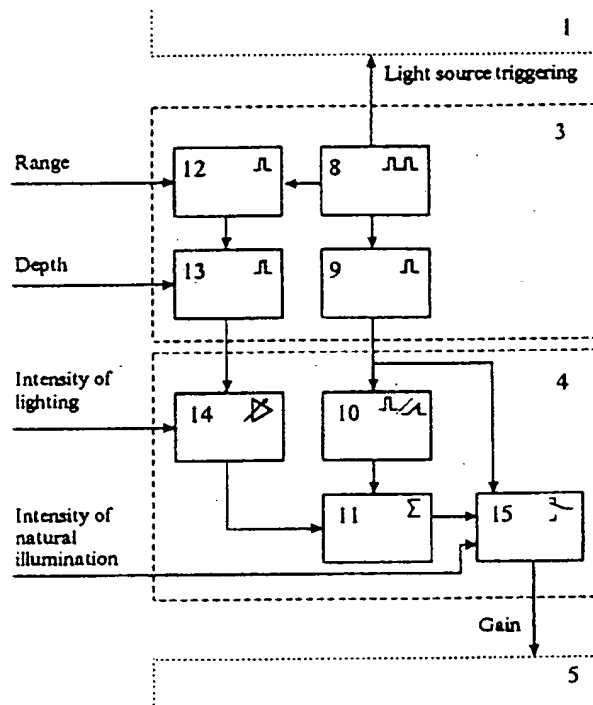 1
Light source triggering
3
Range
12
8
Depth
13
9
Intensity of
lighting
4
14
10
Intensity of
natural
illumination
11
Σ
15
Gain
5